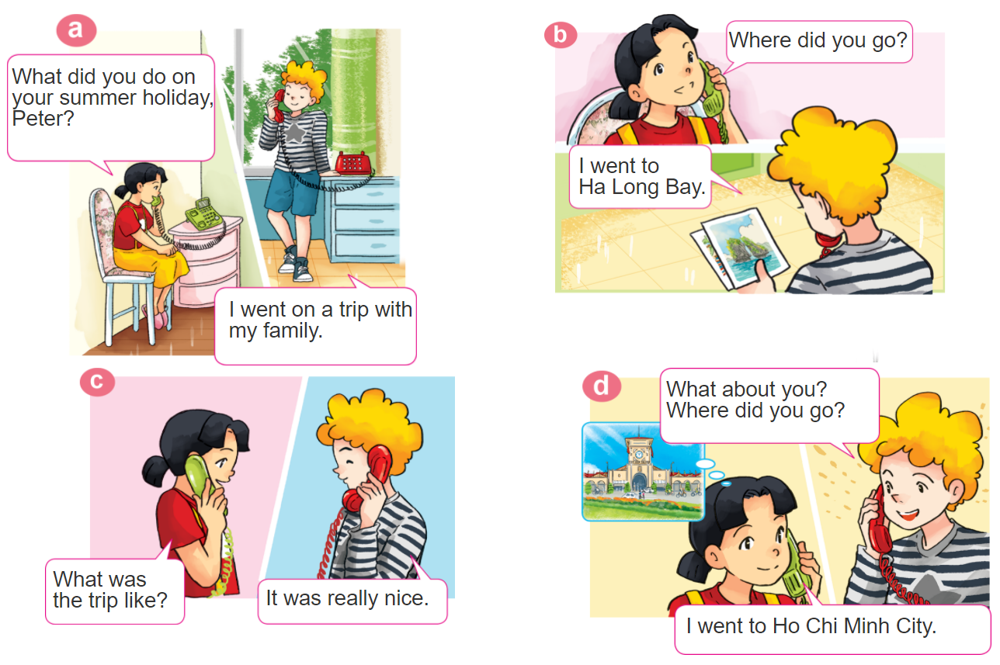 a
What did you do on
your summer holiday,
Peter?
I went on a trip with
my family.
b
Where did you go?
I went to
Ha Long Bay.
c
What was
the trip like?
It was really nice.
d
What about you?
Where did you go?
I went to Ho Chi Minh City.